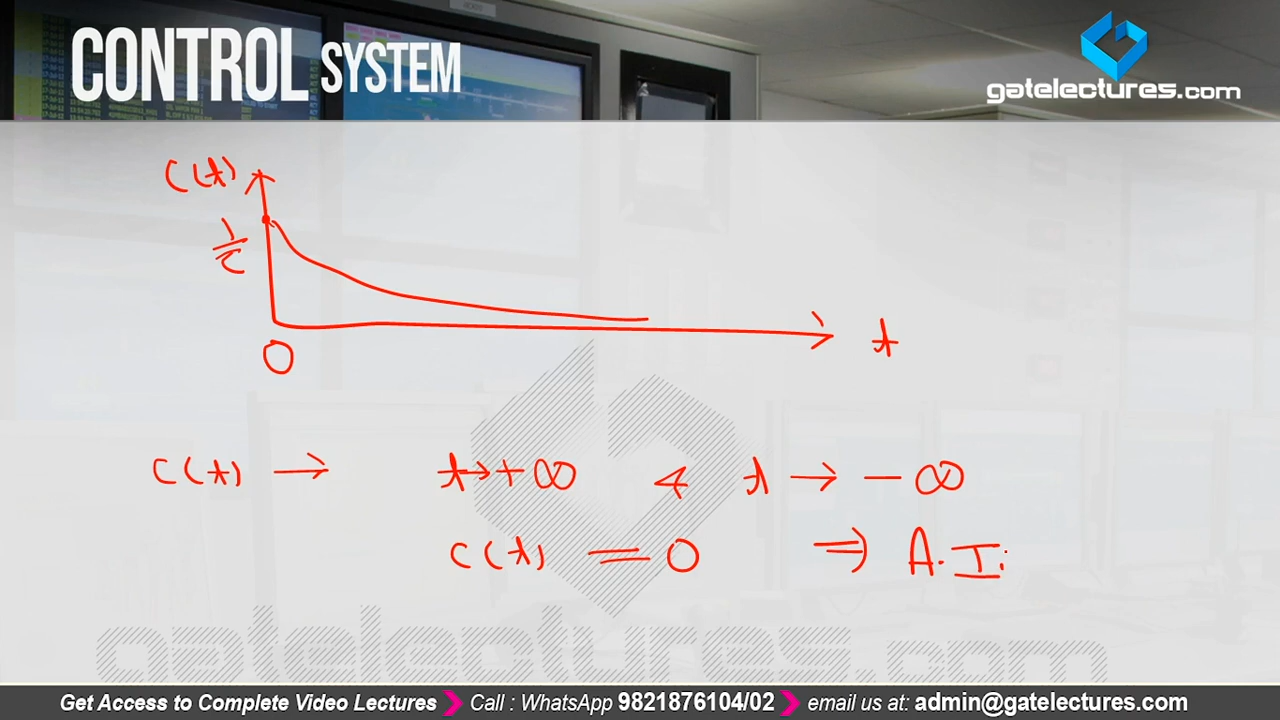 CONTROL SYSTEM
gatelectures.com
c(t)
1/τ
0
t
c(t) → t→+∞ & t → −∞
c(t) = 0 ⇒ A.I.
gatelectures.com
Get Access to Complete Video Lectures Call : WhatsApp 9821876104/02 email us at: admin@gatelectures.com